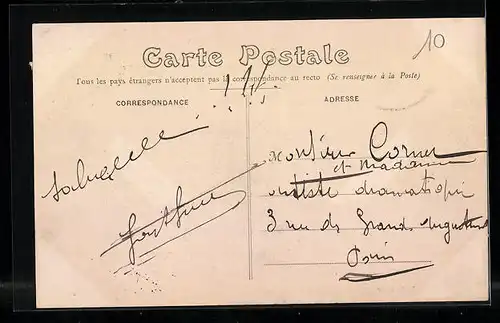 10
Carte Postale
Tous les pays étrangers n'acceptent pas la correspondance au recto (Se renseigner à la Poste)
CORRESPONDANCE
ADRESSE
Monsieur Corner
et Madame
artiste dramatique
3 rue des Grands Augustins
Paris